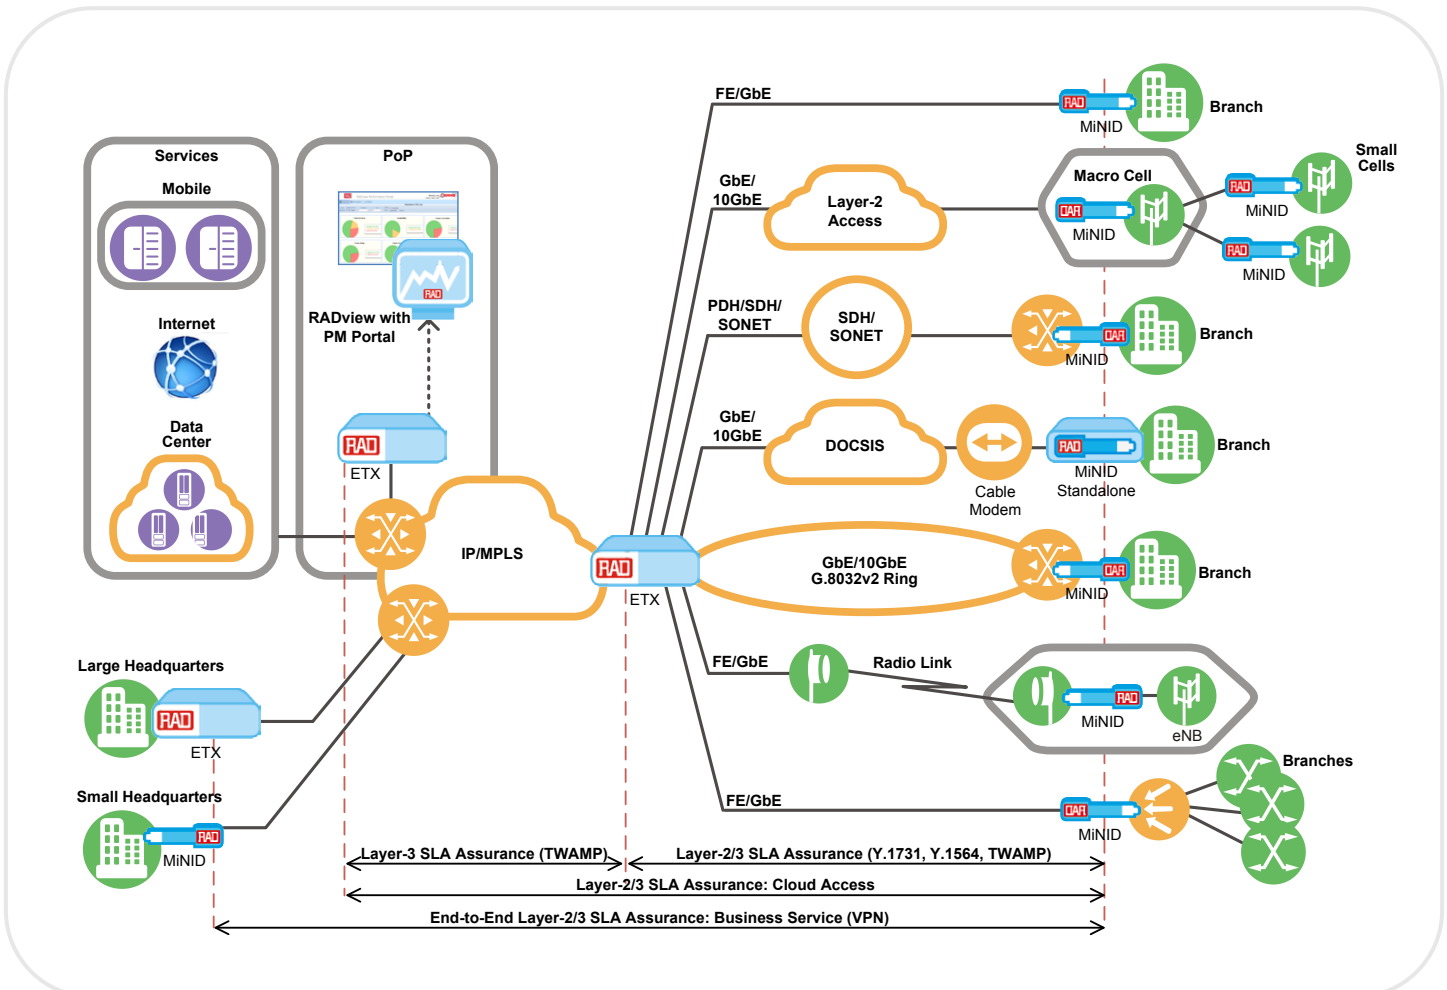 Services
Mobile
Internet
Data
Center
PoP
RAD
RADview with
PM Portal
RAD
ETX
IP/MPLS
RAD
ETX
Large Headquarters
RAD
ETX
Small Headquarters
RAD
MiNID
FE/GbE
RAD
MiNID
Branch
GbE/
10GbE
Layer-2
Access
Macro Cell
RAD
MiNID
Small
Cells
RAD
MiNID
RAD
MiNID
PDH/SDH/
SONET
SDH/
SONET
RAD
MiNID
Branch
GbE/
10GbE
DOCSIS
Cable
Modem
RAD
MiNID
Standalone
Branch
GbE/10GbE
G.8032v2 Ring
RAD
MiNID
Branch
FE/GbE
Radio Link
RAD
MiNID
eNB
FE/GbE
RAD
MiNID
Branches
Layer-3 SLA Assurance (TWAMP)
Layer-2/3 SLA Assurance (Y.1731, Y.1564, TWAMP)
Layer-2/3 SLA Assurance: Cloud Access
End-to-End Layer-2/3 SLA Assurance: Business Service (VPN)